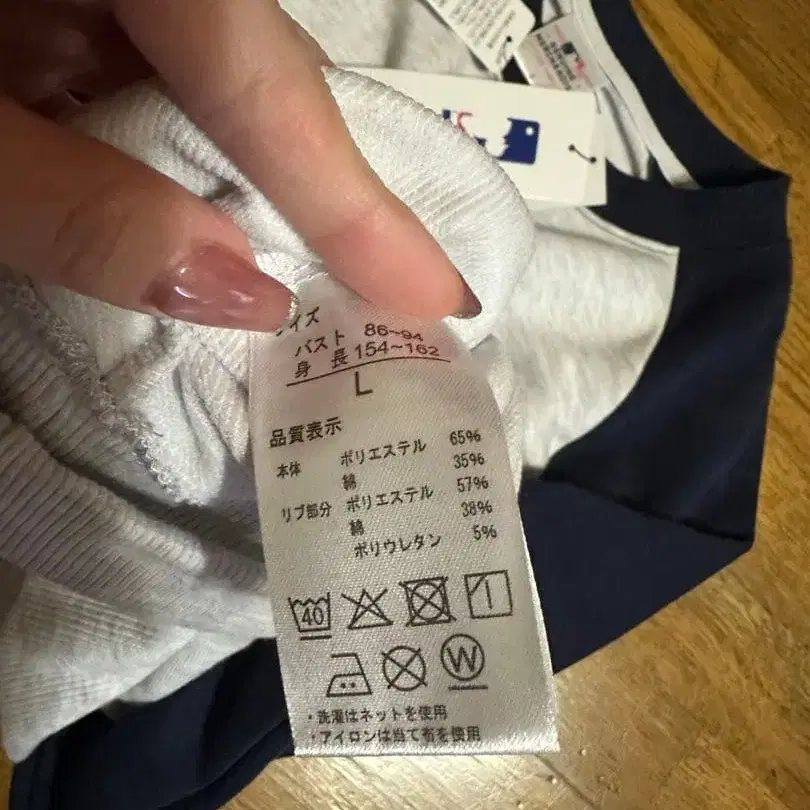 イズ
バスト 86~94
身長 154~162
L
品質表示
本体 ポリエステル 65%
綿 35%
リブ部分 ポリエステル 57%
綿 38%
ポリウレタン 5%
40
W
・洗濯はネットを使用
・アイロンは当て布を使用